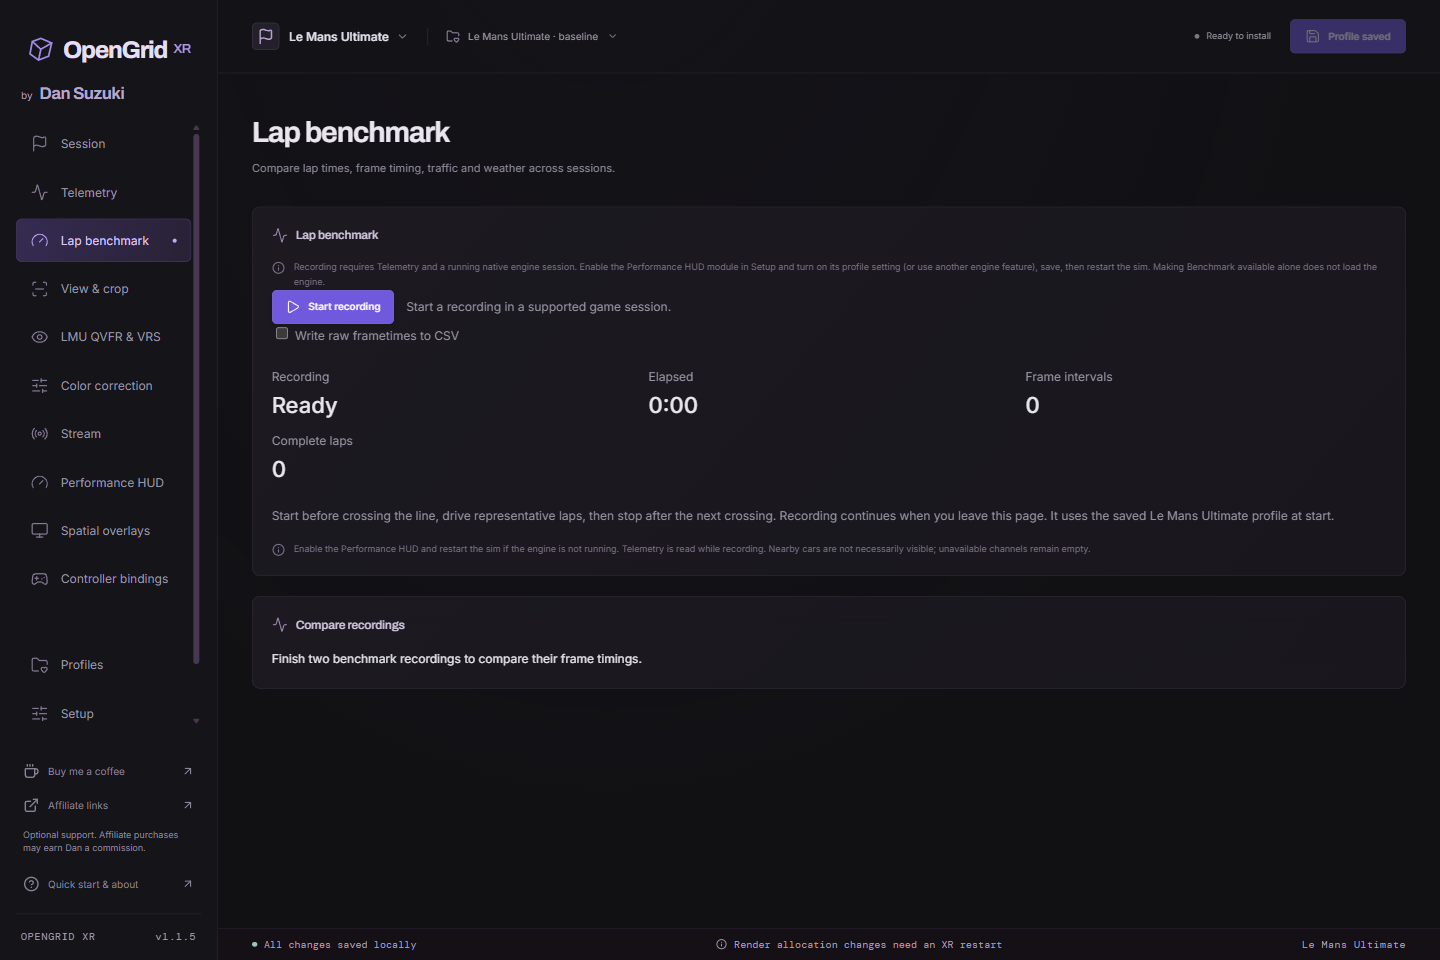 OpenGrid XR
by Dan Suzuki
Session
Telemetry
Lap benchmark
View & crop
LMU QVFR & VRS
Color correction
Stream
Performance HUD
Spatial overlays
Controller bindings
Profiles
Setup
Buy me a coffee
Affiliate links
Optional support. Affiliate purchases
may earn Dan a commission.
Quick start & about
OPENGRID XR v1.1.5
Le Mans Ultimate
Le Mans Ultimate · baseline
Ready to install
Profile saved
Lap benchmark
Compare lap times, frame timing, traffic and weather across sessions.
Lap benchmark
Recording requires Telemetry and a running native engine session. Enable the Performance HUD module in Setup and turn on its profile setting (or use another engine feature), save, then restart the sim. Making Benchmark available alone does not load the
engine.
Start recording
Start a recording in a supported game session.
Write raw frametimes to CSV
Recording
Ready
Elapsed
0:00
Frame intervals
0
Complete laps
0
Start before crossing the line, drive representative laps, then stop after the next crossing. Recording continues when you leave this page. It uses the saved Le Mans Ultimate profile at start.
Enable the Performance HUD and restart the sim if the engine is not running. Telemetry is read while recording. Nearby cars are not necessarily visible; unavailable channels remain empty.
Compare recordings
Finish two benchmark recordings to compare their frame timings.
All changes saved locally
Render allocation changes need an XR restart
Le Mans Ultimate